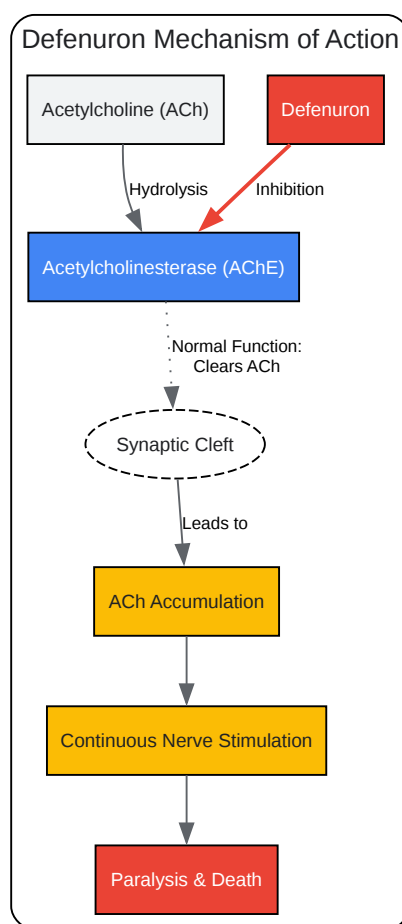 Defenuron Mechanism of Action
Acetylcholine (ACh)
Defenuron
Hydrolysis
Inhibition
Acetylcholinesterase (AChE)
Normal Function:
Clears ACh
Synaptic Cleft
Leads to
ACh Accumulation
Continuous Nerve Stimulation
Paralysis & Death